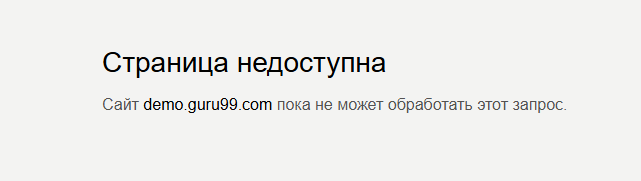 Страница недоступна
Сайт demo.guru99.com пока не может обработать этот запрос.